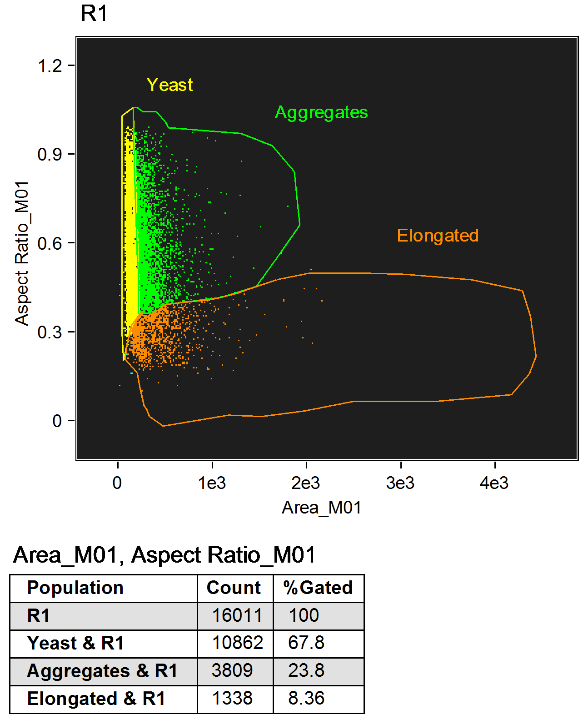 R1
1.2
Yeast
Aggregates
0.9
Aspect Ratio_M01
0.6
Elongated
0.3
0
0 1e3 2e3 3e3 4e3
Area_M01
Area_M01, Aspect Ratio_M01
Population Count %Gated
R1 16011 100
Yeast & R1 10862 67.8
Aggregates & R1 3809 23.8
Elongated & R1 1338 8.36